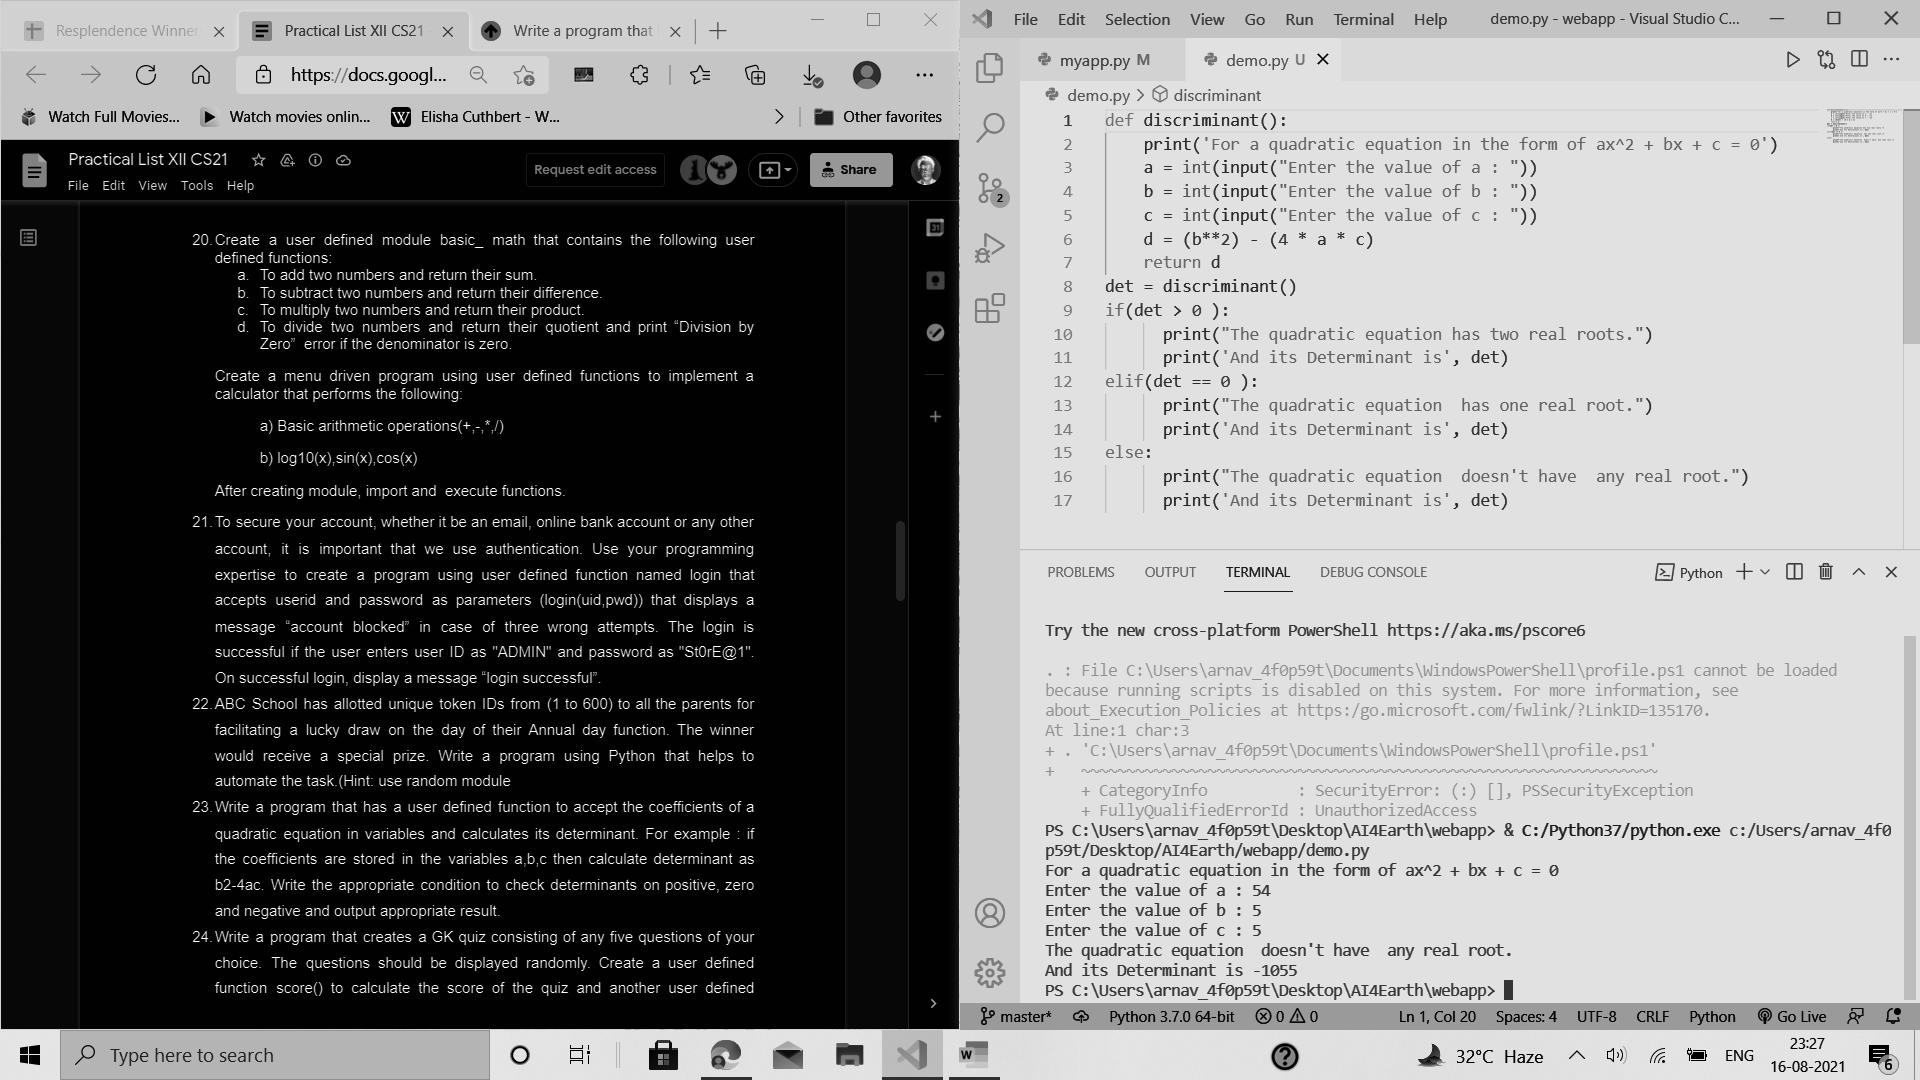 Resplendence Winner
Practical List XII CS21
Write a program that
https://docs.googl...
Watch Full Movies...
Watch movies onlin...
Elisha Cuthbert - W...
Other favorites
Practical List XII CS21
File Edit View Tools Help
Request edit access
Share
20. Create a user defined module basic_ math that contains the following user
defined functions:
a. To add two numbers and return their sum.
b. To subtract two numbers and return their difference.
c. To multiply two numbers and return their product.
d. To divide two numbers and return their quotient and print “Division by
Zero” error if the denominator is zero.
Create a menu driven program using user defined functions to implement a
calculator that performs the following:
a) Basic arithmetic operations(+,-,*,/)
b) log10(x),sin(x),cos(x)
After creating module, import and execute functions.
21. To secure your account, whether it be an email, online bank account or any other
account, it is important that we use authentication. Use your programming
expertise to create a program using user defined function named login that
accepts userid and password as parameters (login(uid,pwd)) that displays a
message “account blocked” in case of three wrong attempts. The login is
successful if the user enters user ID as "ADMIN" and password as "St0rE@1".
On successful login, display a message “login successful”.
22. ABC School has allotted unique token IDs from (1 to 600) to all the parents for
facilitating a lucky draw on the day of their Annual day function. The winner
would receive a special prize. Write a program using Python that helps to
automate the task.(Hint: use random module
23. Write a program that has a user defined function to accept the coefficients of a
quadratic equation in variables and calculates its determinant. For example : if
the coefficients are stored in the variables a,b,c then calculate determinant as
b2-4ac. Write the appropriate condition to check determinants on positive, zero
and negative and output appropriate result.
24. Write a program that creates a GK quiz consisting of any five questions of your
choice. The questions should be displayed randomly. Create a user defined
function score() to calculate the score of the quiz and another user defined
File Edit Selection View Go Run Terminal Help
demo.py - webapp - Visual Studio C...
myapp.py M
demo.py U
demo.py > discriminant
1 def discriminant():
2 print('For a quadratic equation in the form of ax^2 + bx + c = 0')
3 a = int(input("Enter the value of a : "))
4 b = int(input("Enter the value of b : "))
5 c = int(input("Enter the value of c : "))
6 d = (b**2) - (4 * a * c)
7 return d
8 det = discriminant()
9 if(det > 0 ):
10 print("The quadratic equation has two real roots.")
11 print('And its Determinant is', det)
12 elif(det == 0 ):
13 print("The quadratic equation  has one real root.")
14 print('And its Determinant is', det)
15 else:
16 print("The quadratic equation  doesn't have  any real root.")
17 print('And its Determinant is', det)
2
PROBLEMS OUTPUT TERMINAL DEBUG CONSOLE
Python
Try the new cross-platform PowerShell https://aka.ms/pscore6
. : File C:\Users\arnav_4f0p59t\Documents\WindowsPowerShell\profile.ps1 cannot be loaded
because running scripts is disabled on this system. For more information, see
about_Execution_Policies at https:/go.microsoft.com/fwlink/?LinkID=135170.
At line:1 char:3
+ . 'C:\Users\arnav_4f0p59t\Documents\WindowsPowerShell\profile.ps1'
+ ~~~~~~~~~~~~~~~~~~~~~~~~~~~~~~~~~~~~~~~~~~~~~~~~~~~~~~~~~~~~~~~~
+ CategoryInfo : SecurityError: (:) [], PSSecurityException
+ FullyQualifiedErrorId : UnauthorizedAccess
PS C:\Users\arnav_4f0p59t\Desktop\AI4Earth\webapp> & C:/Python37/python.exe c:/Users/arnav_4f0
p59t/Desktop/AI4Earth/webapp/demo.py
For a quadratic equation in the form of ax^2 + bx + c = 0
Enter the value of a : 54
Enter the value of b : 5
Enter the value of c : 5
The quadratic equation  doesn't have  any real root.
And its Determinant is -1055
PS C:\Users\arnav_4f0p59t\Desktop\AI4Earth\webapp>
master* Python 3.7.0 64-bit 0 0 Ln 1, Col 20 Spaces: 4 UTF-8 CRLF Python Go Live
Type here to search
32°C Haze
ENG
23:27
16-08-2021
6